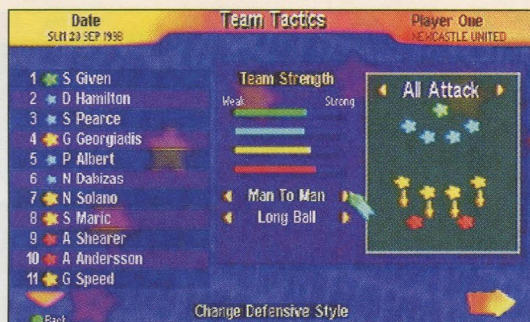 Date
SUN 20 SEP 1998
Team Tactics
Player One
NEWCASTLE UNITED
1 S Given
2 D Hamilton
3 S Pearce
4 G Georgiadis
5 P Albert
6 N Dabizas
7 N Solano
8 S Maric
9 A Shearer
10 A Andersson
11 G Speed
Team Strength
Weak Strong
Man To Man
Long Ball
All Attack
Back
Change Defensive Style